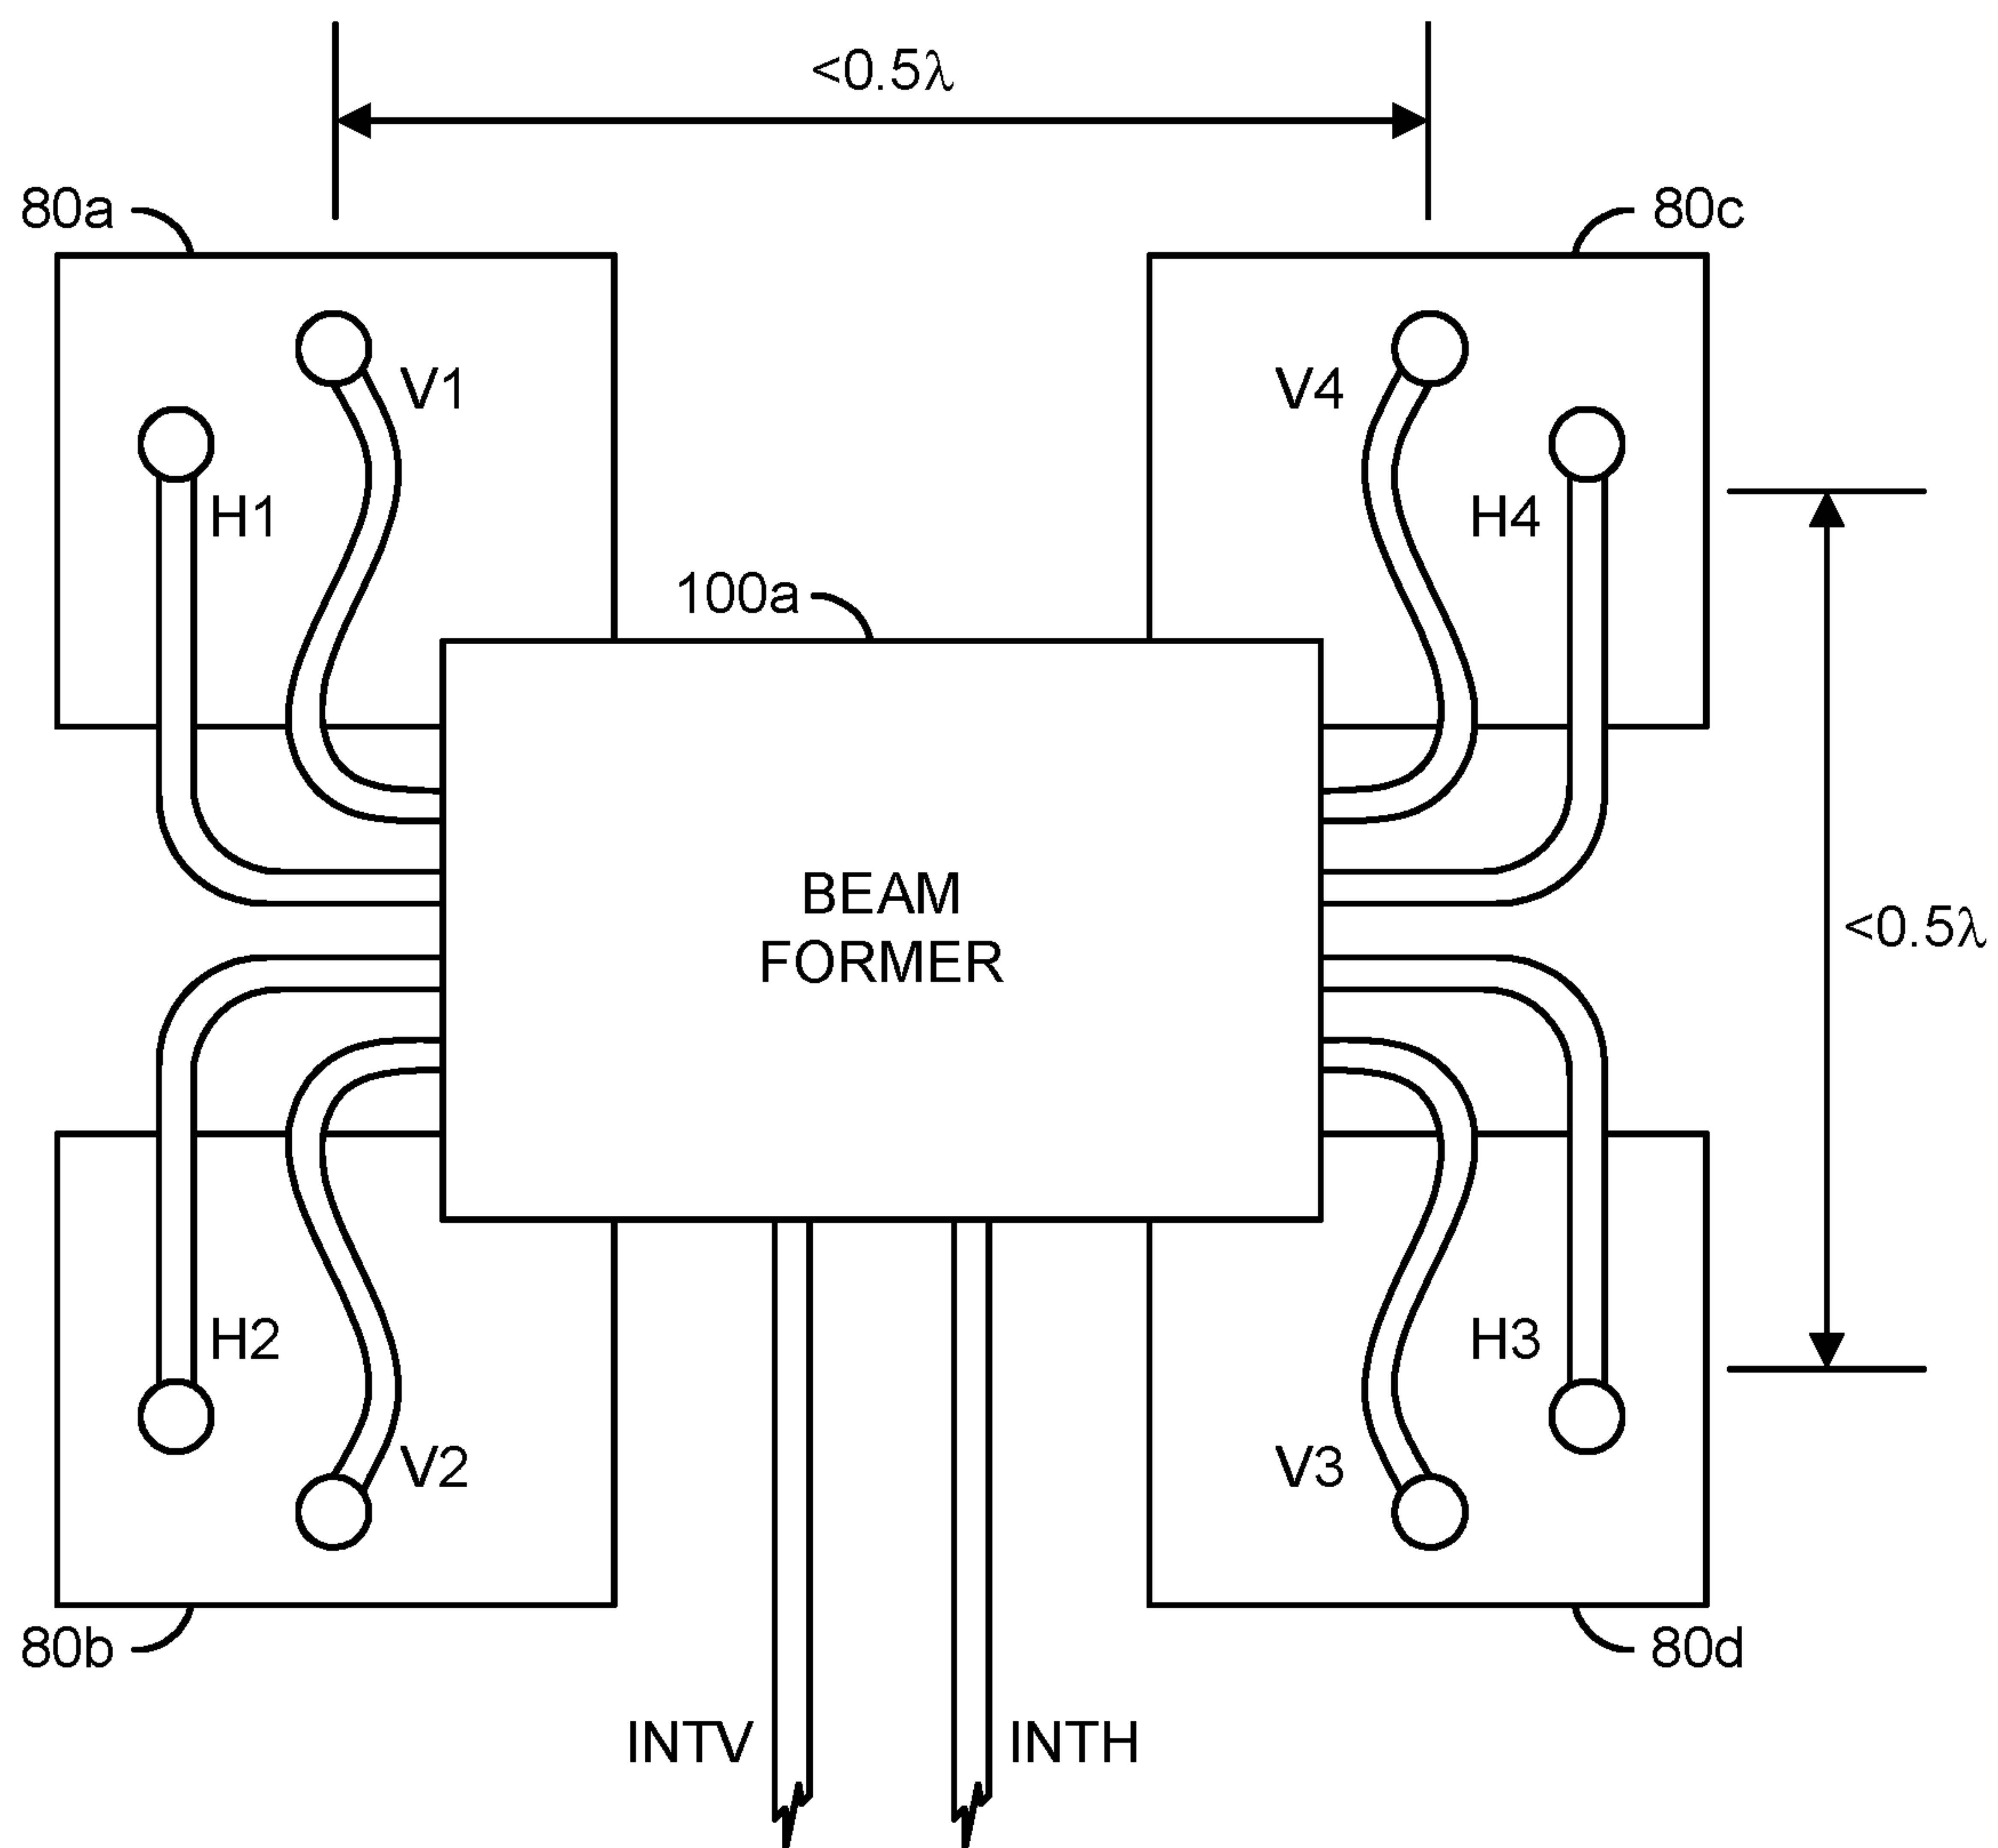 <0.5λ
80a
80c
V1
V4
H1
H4
100a
BEAM
FORMER
<0.5λ
H2
H3
V2
V3
80b
80d
INTV
INTH